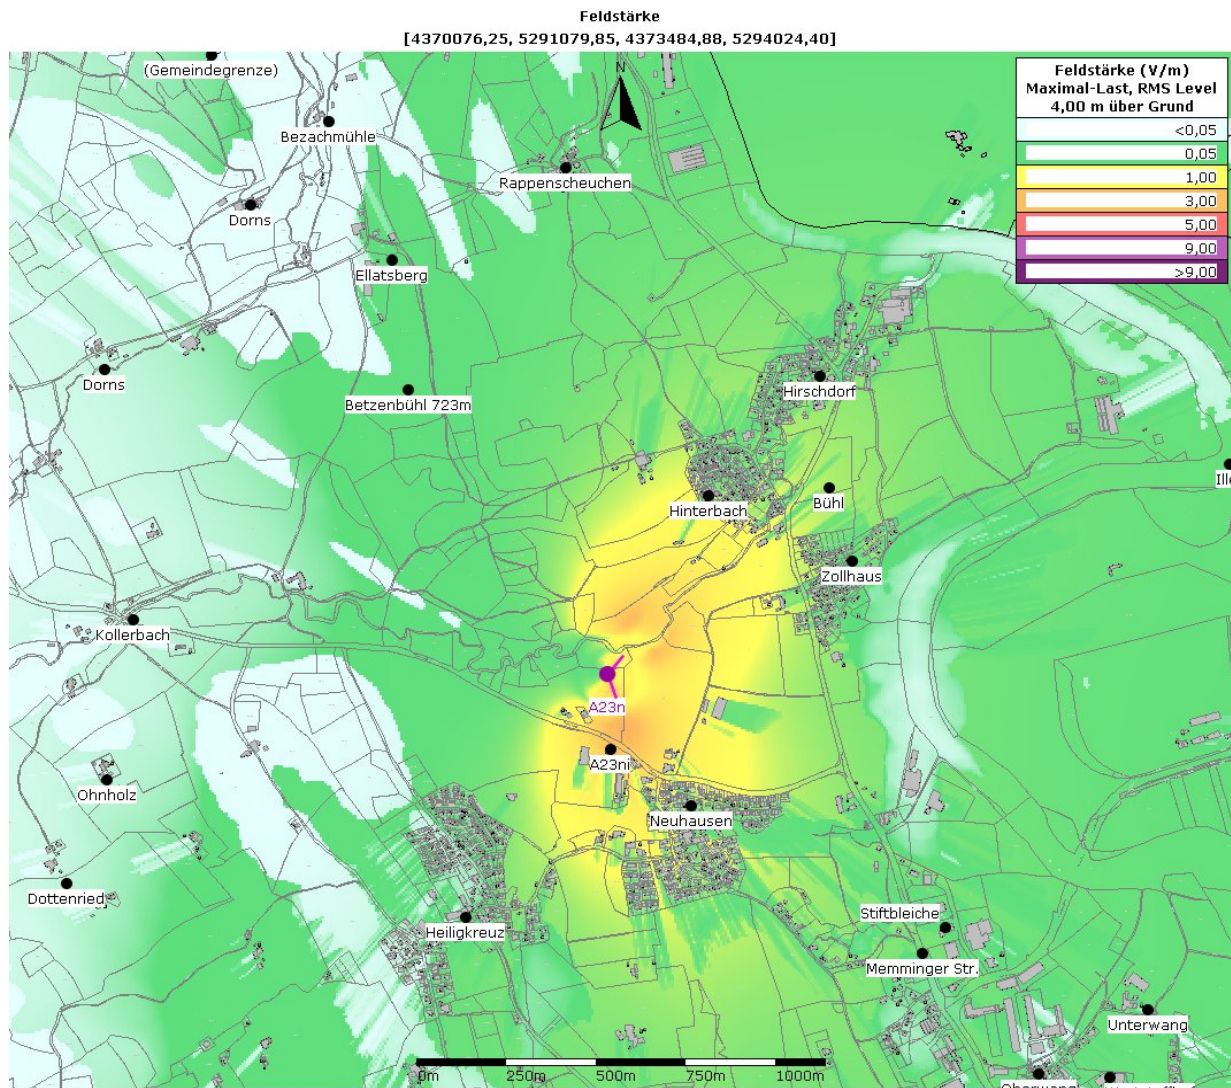 Feldstärke
[4370076,25, 5291079,85, 4373484,88, 5294024,40]
Feldstärke (V/m)
Maximal-Last, RMS Level
4,00 m über Grund
<0,05
0,05
1,00
3,00
5,00
9,00
>9,00
N
(Gemeindegrenze)
Bezachmühle
Rappenscheuchen
Dorns
Ellatsberg
Dorns
Betzenbühl 723m
Hirschdorf
Hinterbach
Bühl
Ille
Zollhaus
Kollerbach
A23n
A23ni
Ohnholz
Neuhausen
Dottenried
Heiligkreuz
Stiftbleiche
Memminger Str.
Unterwang
Oberwang
0m
250m
500m
750m
1000m